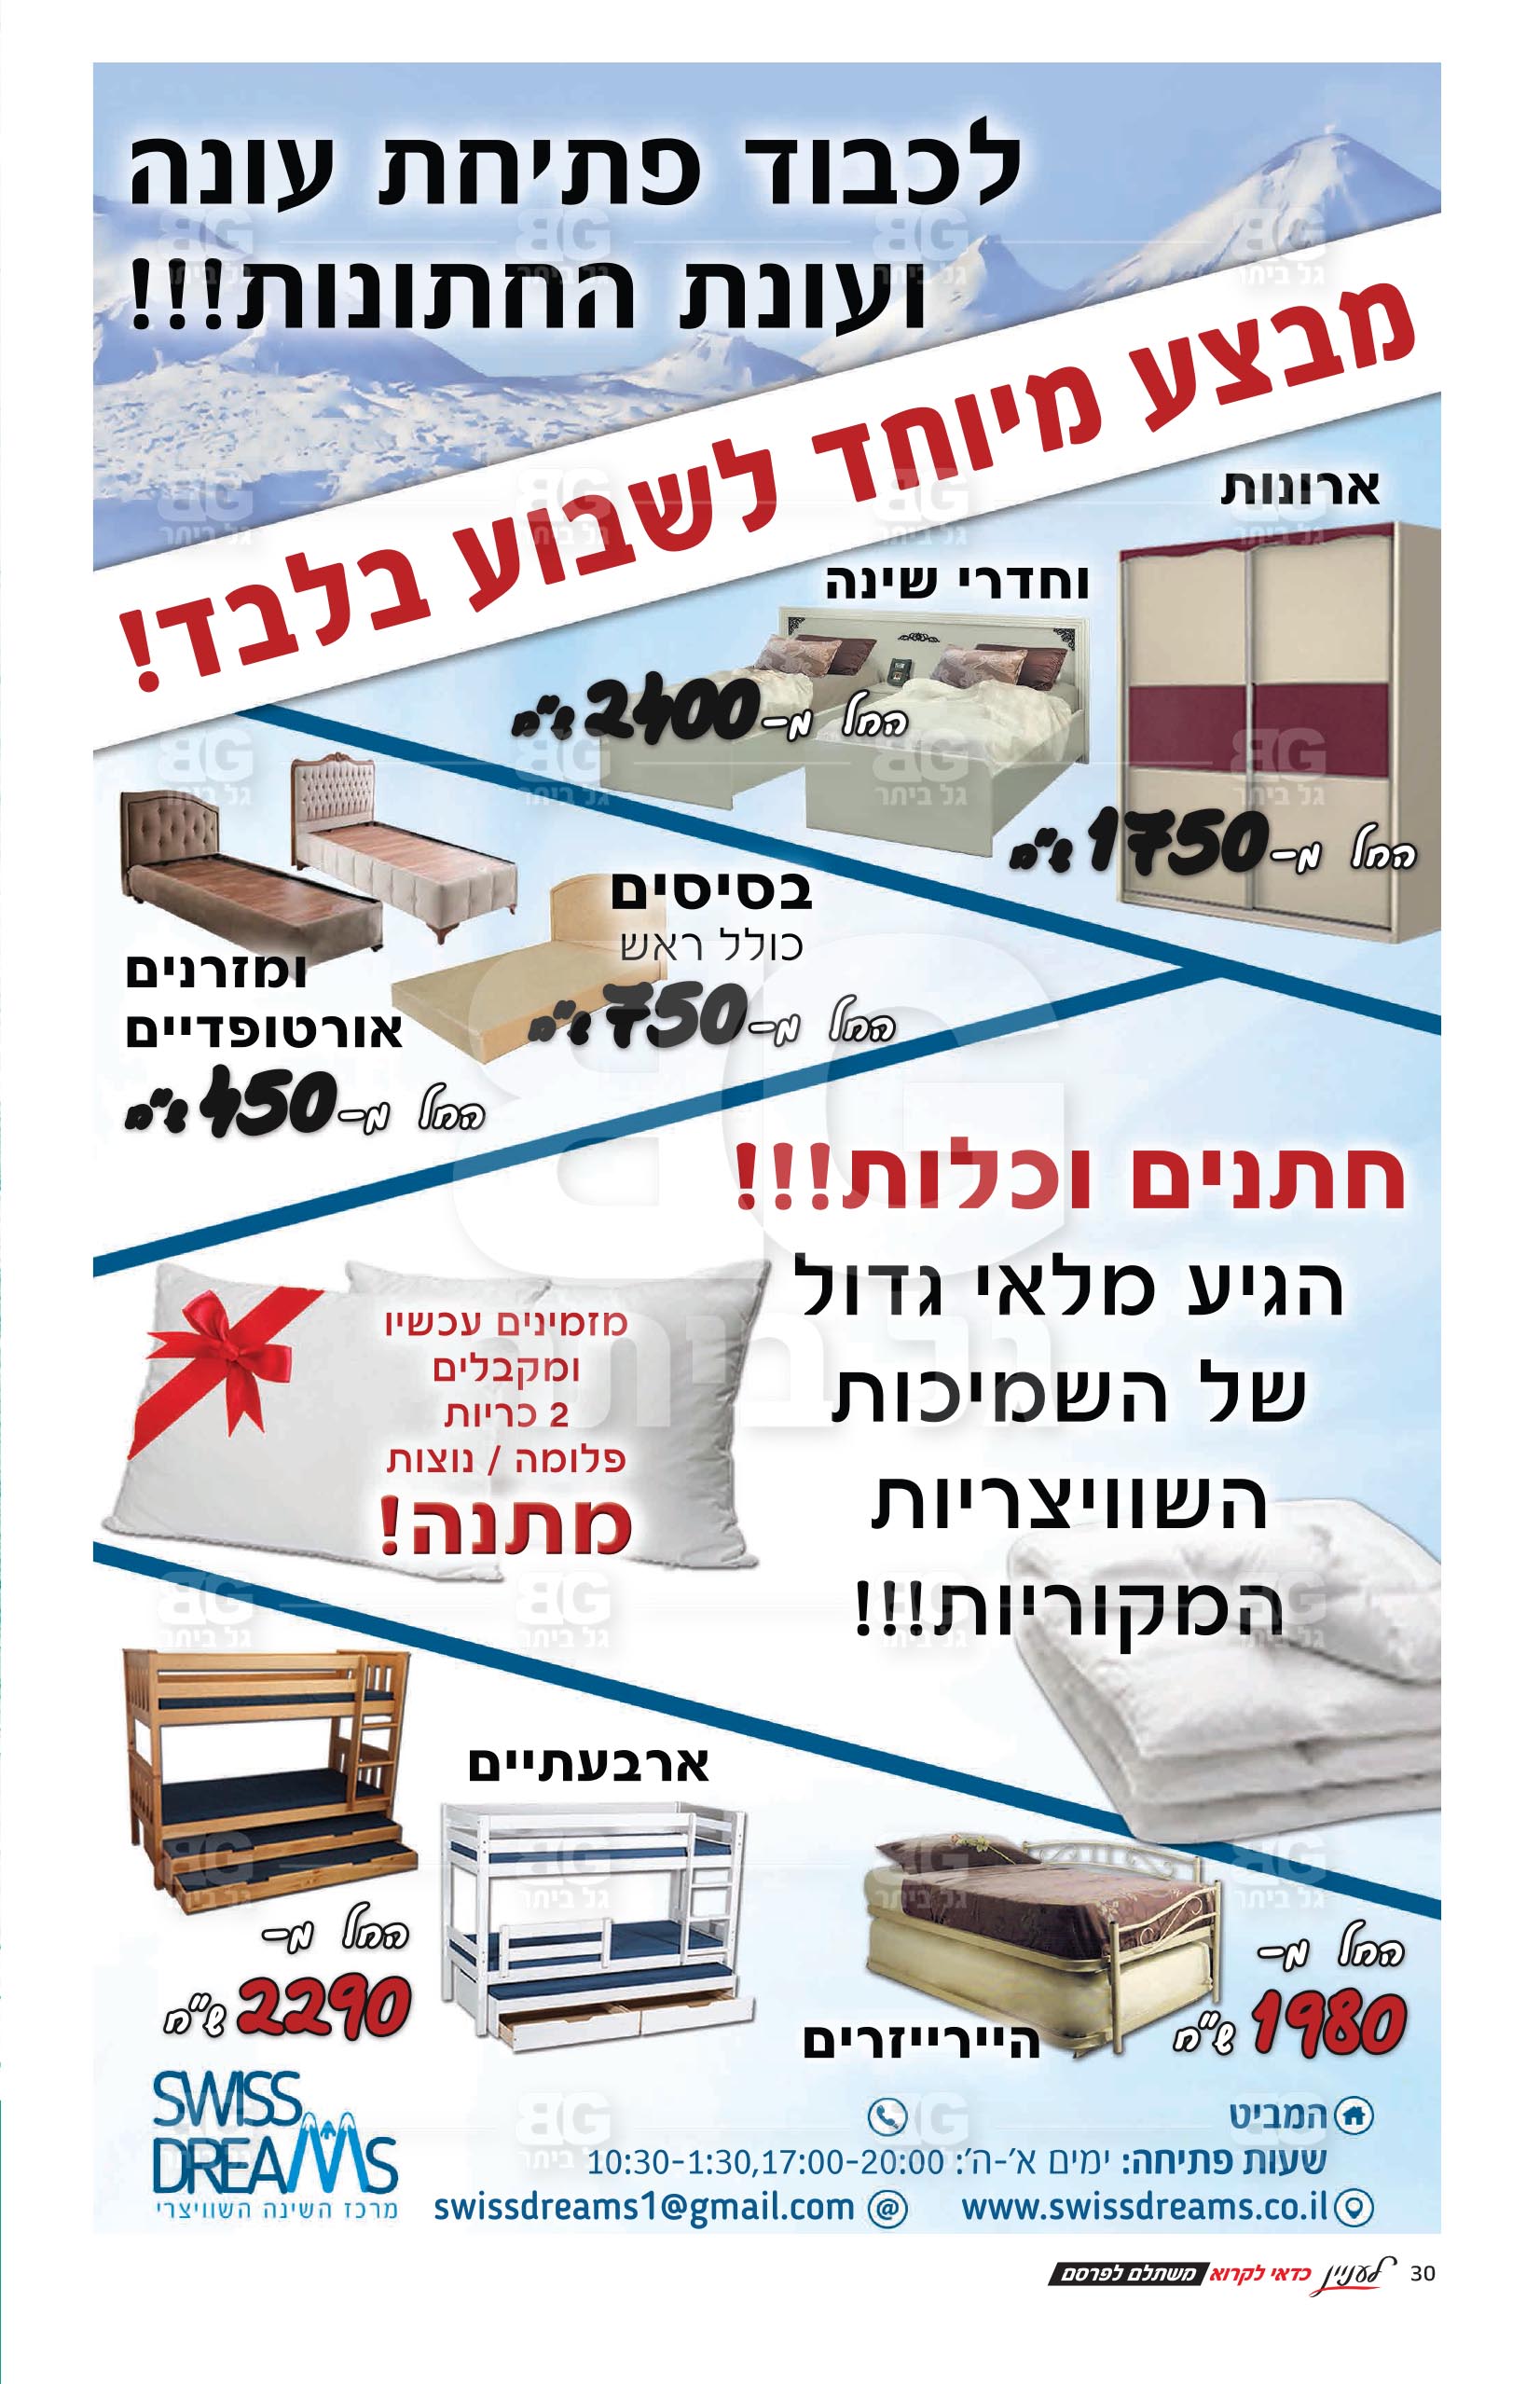 לכבוד פתיחת עונה
ועונת החתונות!!!
מבצע מיוחד לשבוע בלבד!
ארונות
החל מ-1750 ש"ח
וחדרי שינה
החל מ-2400 ש"ח
בסיסים
כולל ראש
החל מ-750 ש"ח
ומזרנים
אורטופדיים
החל מ-450 ש"ח
חתנים וכלות!!!
הגיע מלאי גדול
של השמיכות
השוויצריות
המקוריות!!!
מזמינים עכשיו
ומקבלים
2 כריות
פלומה / נוצות
מתנה!
ארבעתיים
החל מ-
2290 ש"ח
הייריייזרים
החל מ-
1980 ש"ח
המביט
שעות פתיחה: ימים א'-ה': 10:30-1:30,17:00-20:00
www.swissdreams.co.il
swissdreams1@gmail.com
SWISS
DREAMS
מרכז השינה השוויצרי
30 לעניין כדאי לקרוא משתלם לפרסם
BG
גל ביתר